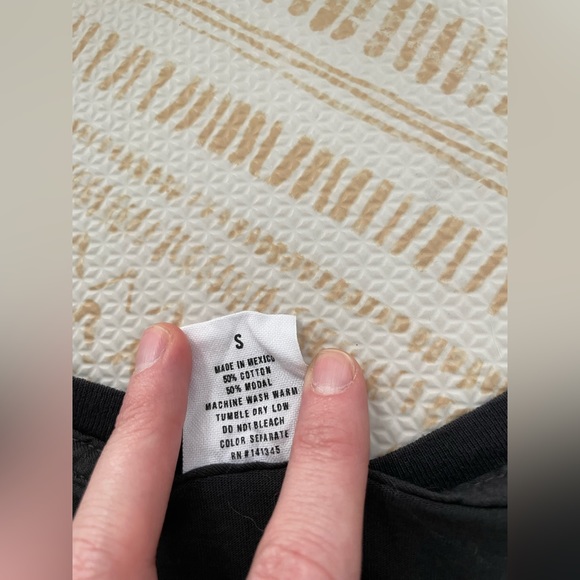 S
MADE IN MEXICO
50% COTTON
50% MODAL
MACHINE WASH WARM
TUMBLE DRY LOW
DO NOT BLEACH
COLOR SEPARATE
RN #141345